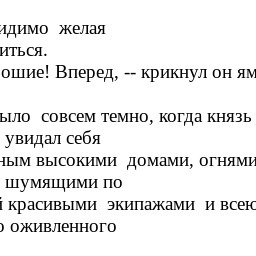 видимо желая
иться.
ошие! Вперед, -- крикнул он ям
ыло совсем темно, когда князь
увидал себя
ным высокими домами, огнями
шумящими по
й красивыми экипажами и всею
о оживленного